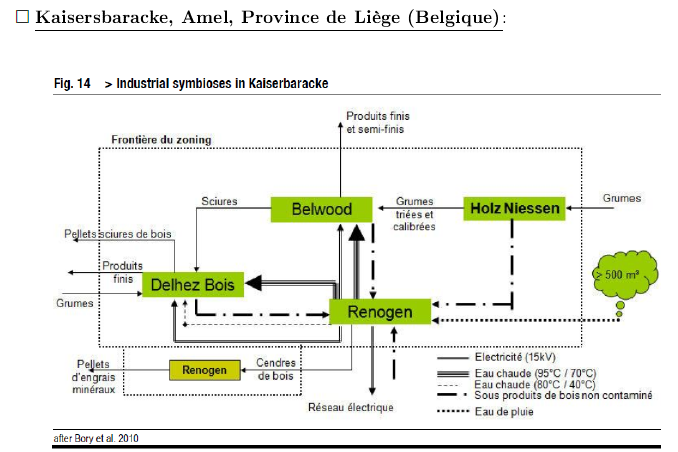 Kaisersbaracke, Amel, Province de Liège (Belgique):
Fig. 14 > Industrial symbioses in Kaiserbaracke
Produits finis
et semi-finis
Frontière du zoning
Sciures
Belwood
Grumes
triées et
calibrées
Holz Niessen
Grumes
Pellets sciures de bois
Produits
finis
Delhez Bois
Grumes
≥ 500 m³
Renogen
Pellets
d'engrais
minéraux
Renogen
Cendres
de bois
Réseau électrique
Electricité (15kV)
Eau chaude (95°C / 70°C)
Eau chaude (80°C / 40°C)
Sous produits de bois non contaminé
Eau de pluie
after Bory et al. 2010